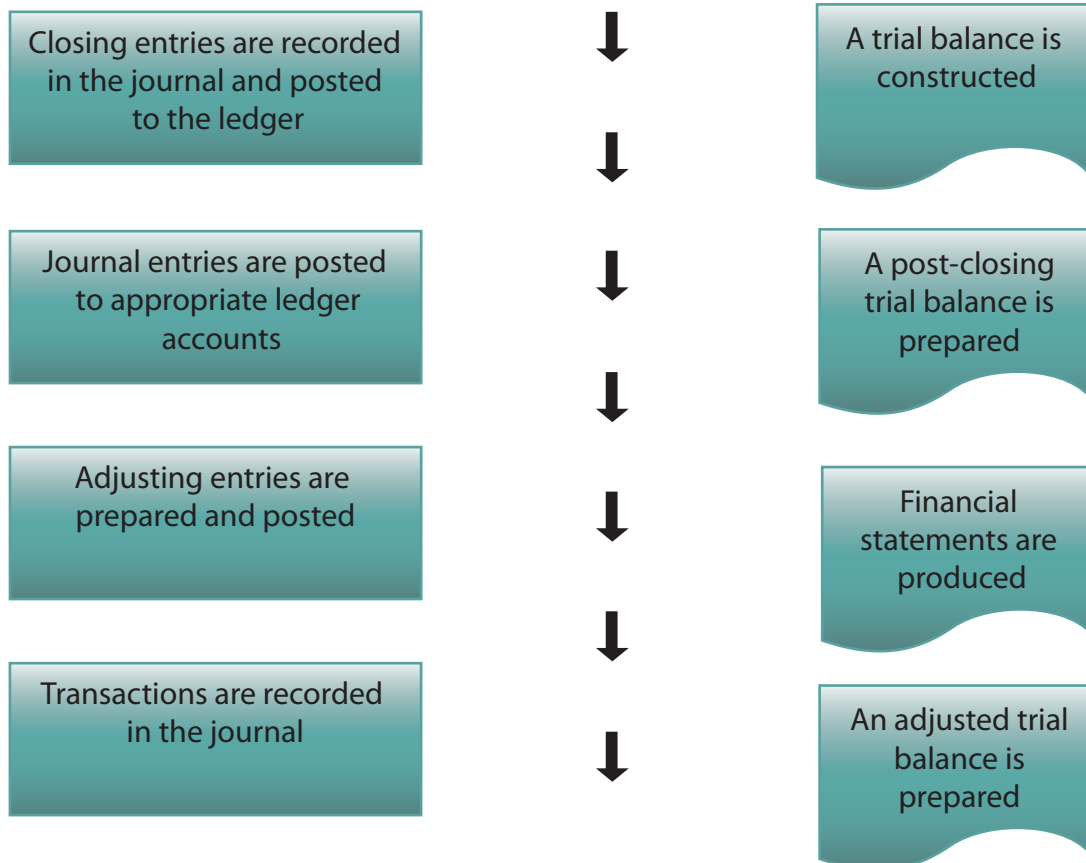 Closing entries are recorded
in the journal and posted
to the ledger
Journal entries are posted
to appropriate ledger
accounts
Adjusting entries are
prepared and posted
Transactions are recorded
in the journal
A trial balance is
constructed
A post-closing
trial balance is
prepared
Financial
statements are
produced
An adjusted trial
balance is
prepared